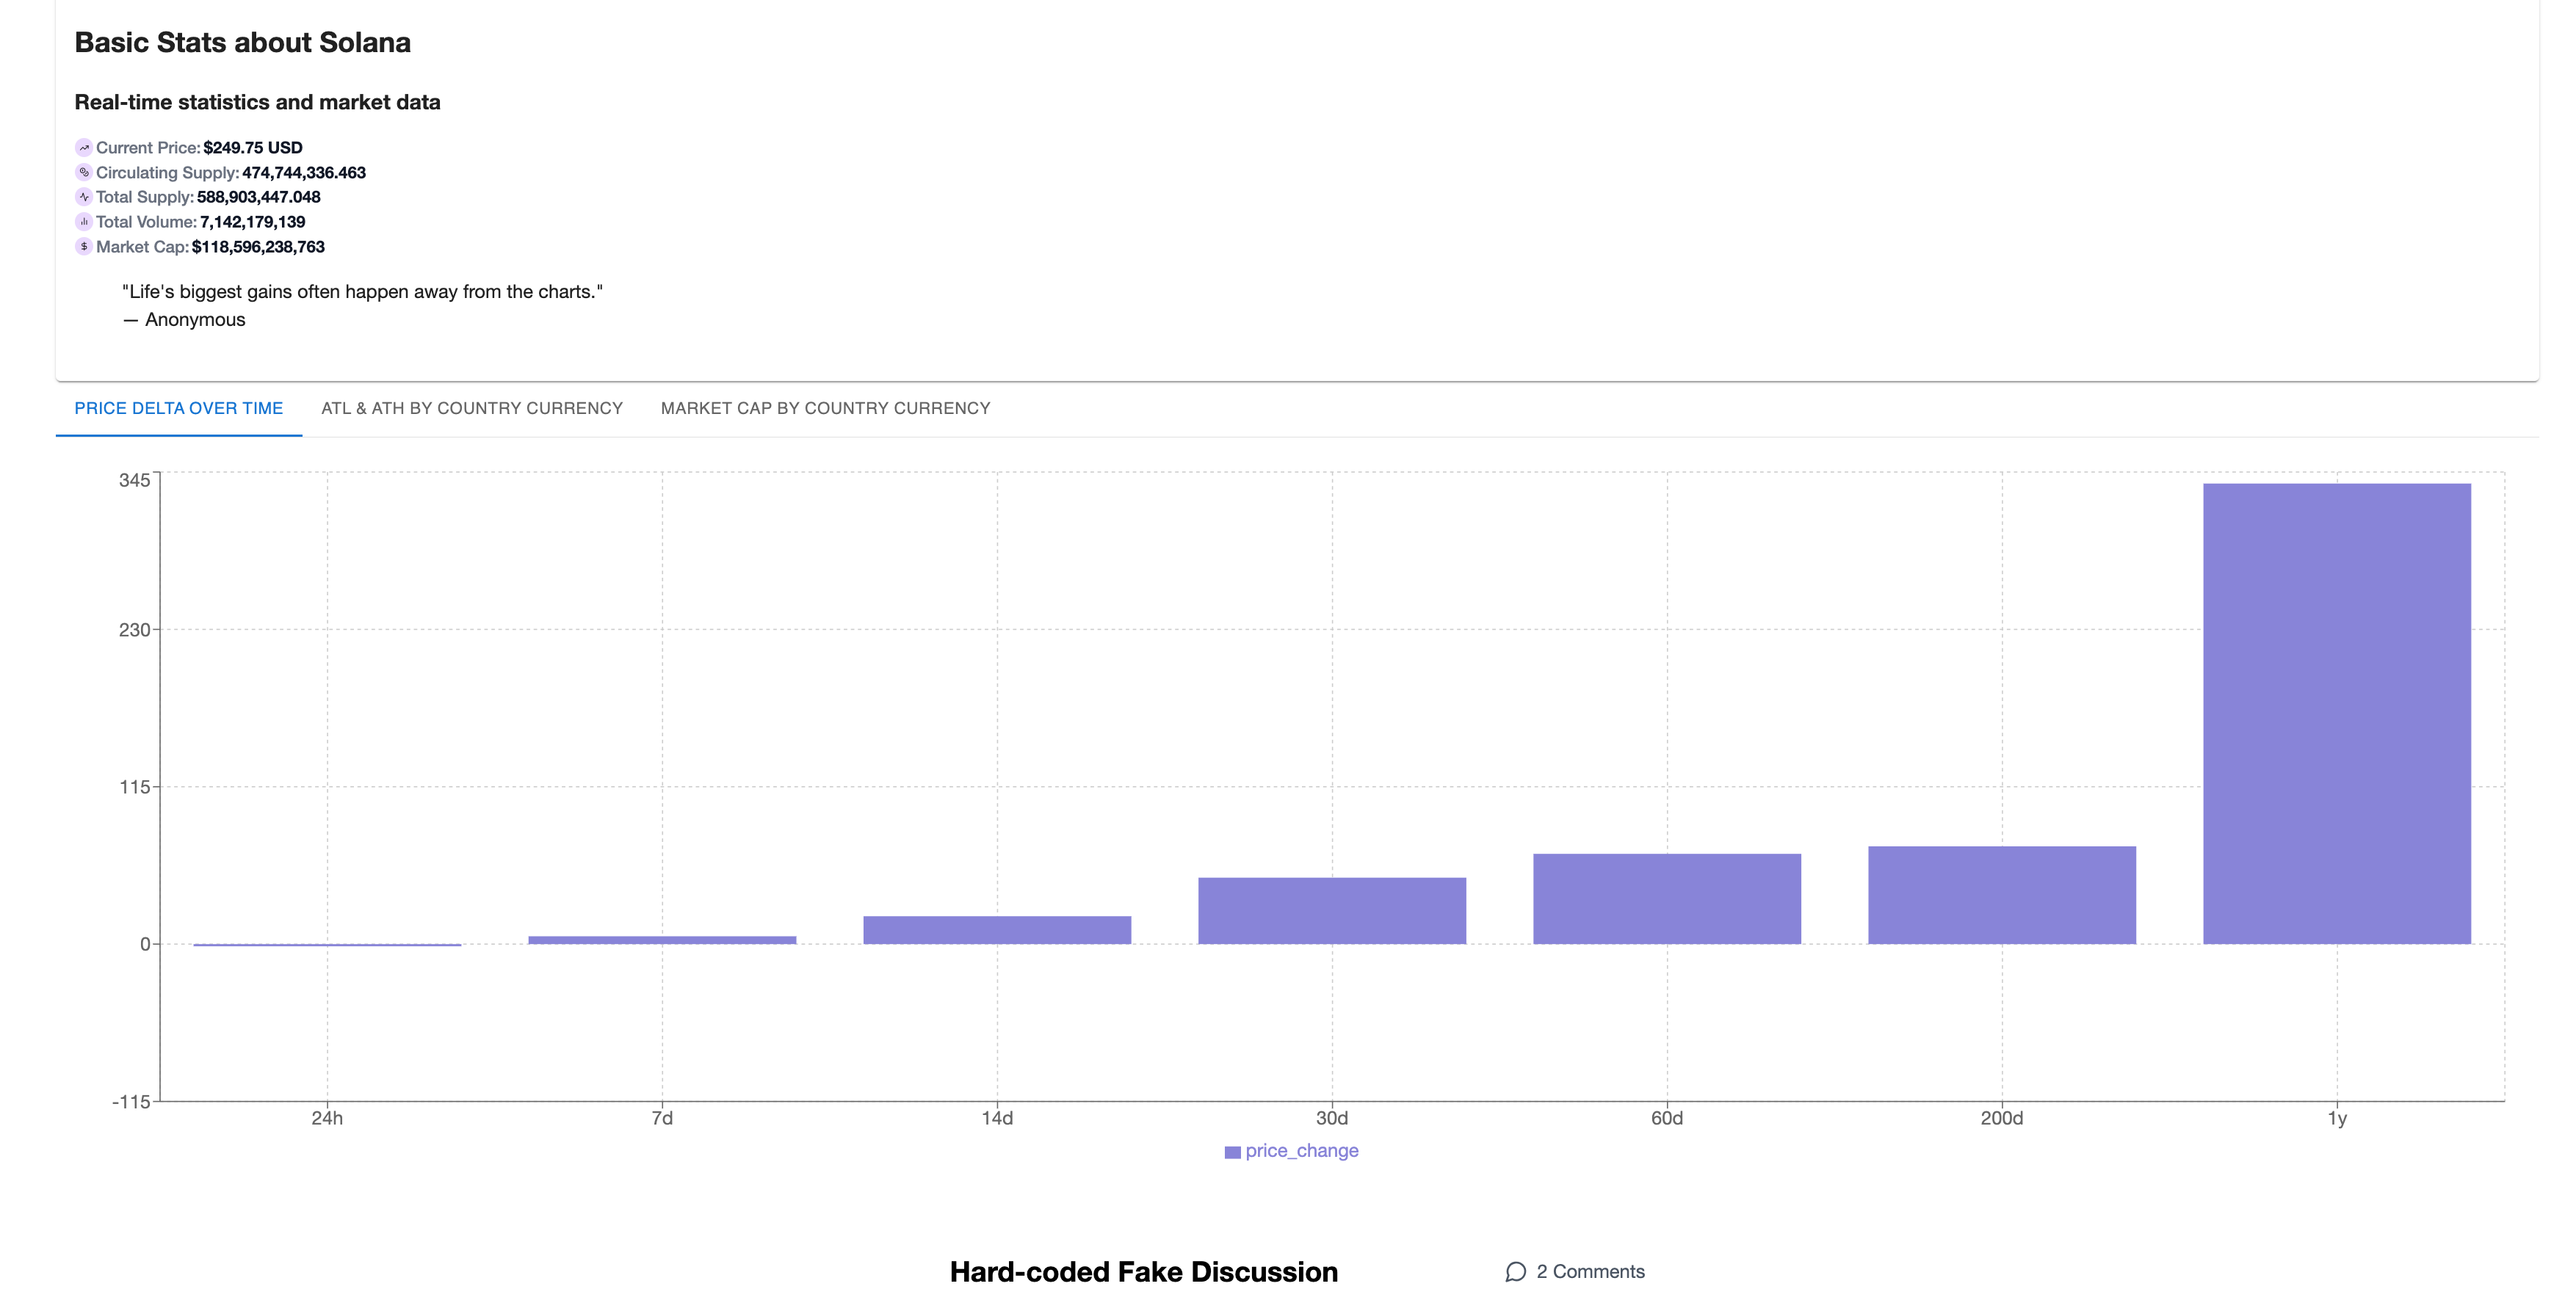 Basic Stats about Solana
Real-time statistics and market data
Current Price: $249.75 USD
Circulating Supply: 474,744,336.463
Total Supply: 588,903,447.048
Total Volume: 7,142,179,139
$ Market Cap: $118,596,238,763
"Life's biggest gains often happen away from the charts."
— Anonymous
PRICE DELTA OVER TIME ATL & ATH BY COUNTRY CURRENCY MARKET CAP BY COUNTRY CURRENCY
345
230
115
0
-115
24h 7d 14d 30d 60d 200d 1y
price_change
Hard-coded Fake Discussion 2 Comments